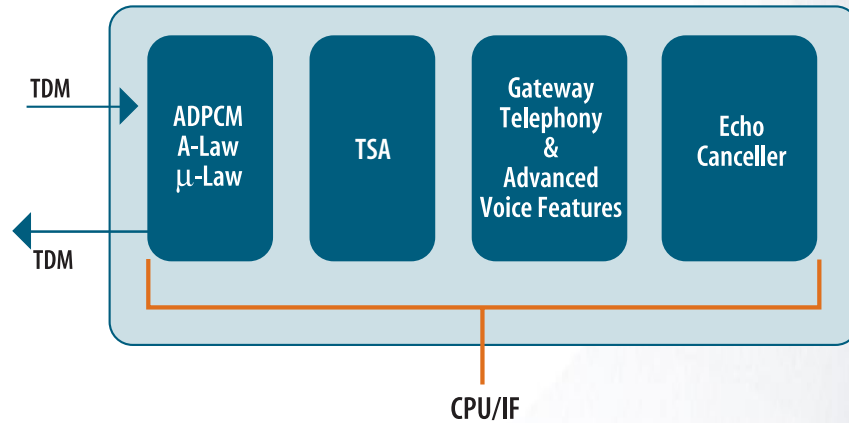 TDM
TDM
ADPCM
A-Law
μ-Law
TSA
Gateway
Telephony
&
Advanced
Voice Features
Echo
Canceller
CPU/IF